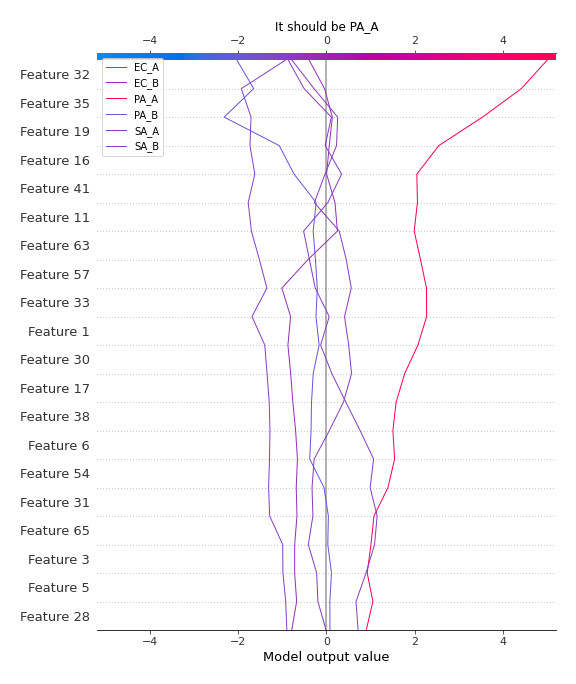 It should be PA_A
−4 −2 0 2 4
EC_A
EC_B
PA_A
PA_B
SA_A
SA_B
Feature 32
Feature 35
Feature 19
Feature 16
Feature 41
Feature 11
Feature 63
Feature 57
Feature 33
Feature 1
Feature 30
Feature 17
Feature 38
Feature 6
Feature 54
Feature 31
Feature 65
Feature 3
Feature 5
Feature 28
−4 −2 0 2 4
Model output value